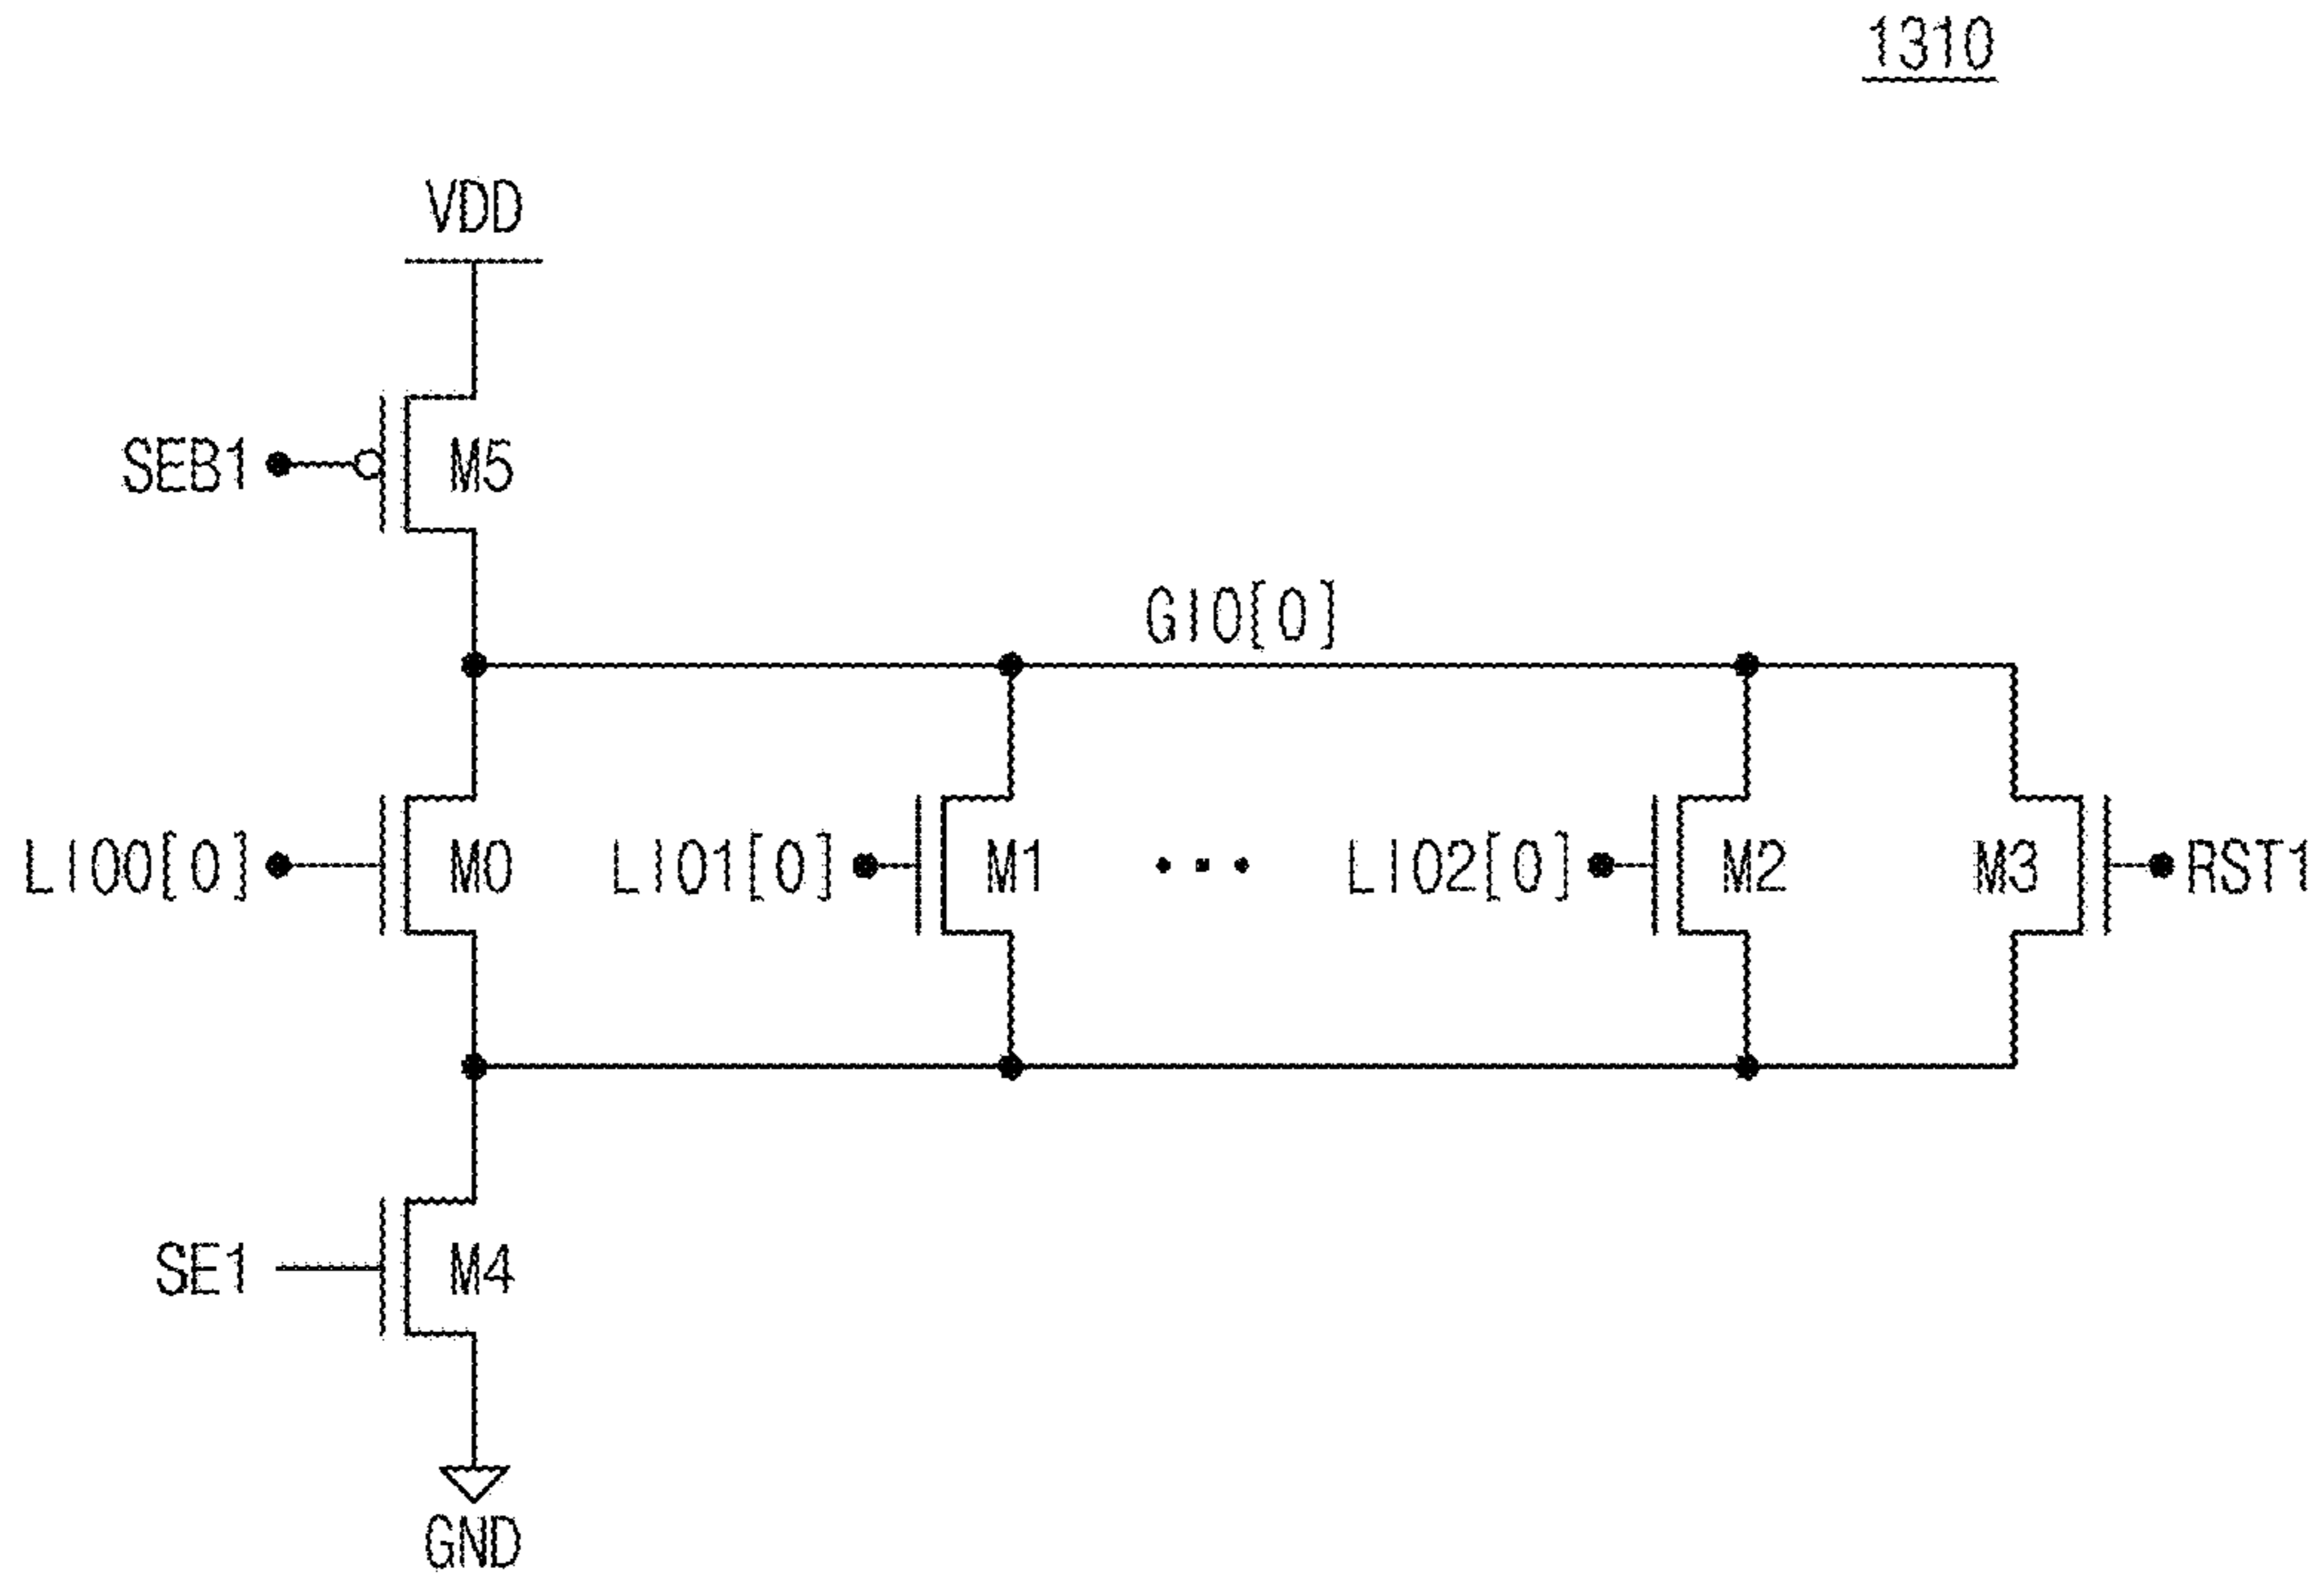 1310
VDD
SEB1
M5
GIO[0]
LIO0[0]
M0
LIO1[0]
M1
LIO2[0]
M2
M3
RST1
SE1
M4
GND